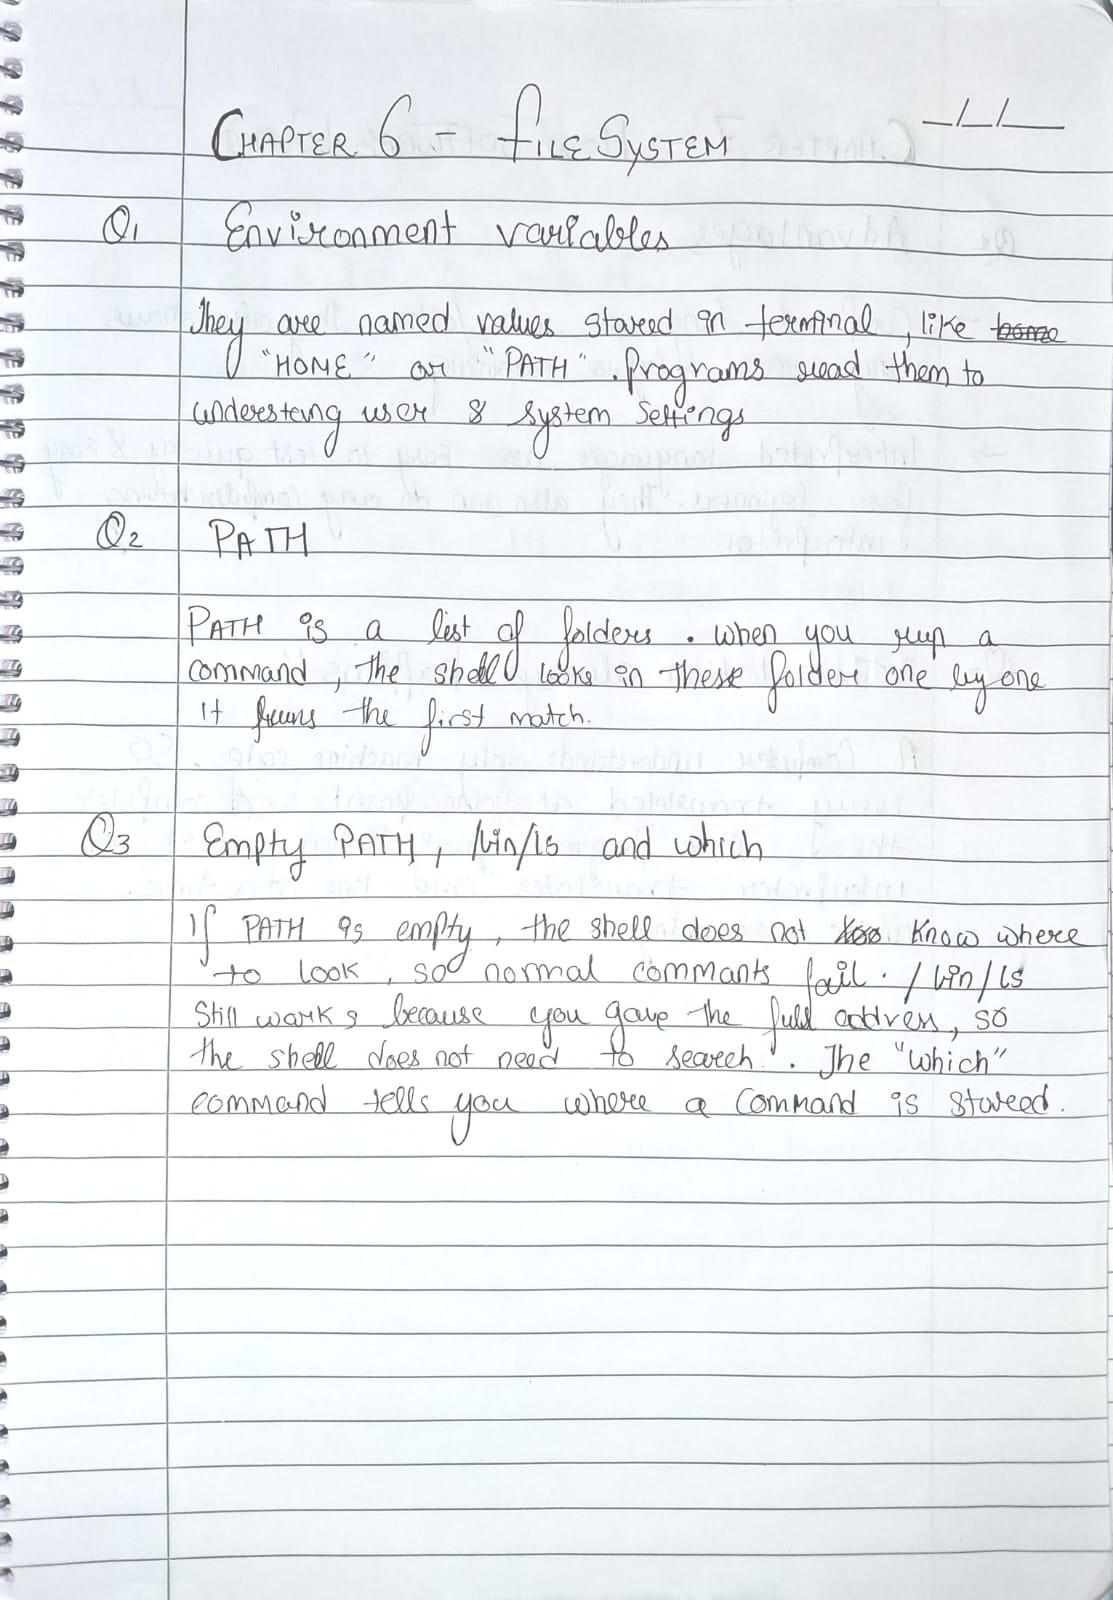 CHAPTER 6 - FILE SYSTEM
__/__/__
Q1 Environment variables
They are named values stored in terminal, like home
"HOME" or "PATH". Programs read them to
understang user & system settings
Q2 PATH
PATH is a list of folders. when you run a
command, the shell looks in these folder one by one
It runs the first match.
Q3 Empty PATH, /bin/ls and which
If PATH is empty, the shell does not know where
to look, so normal commants fail. /bin/ls
Still works because you gave the full address, so
the shell does not need to search. The "which"
command tells you where a command is stored.